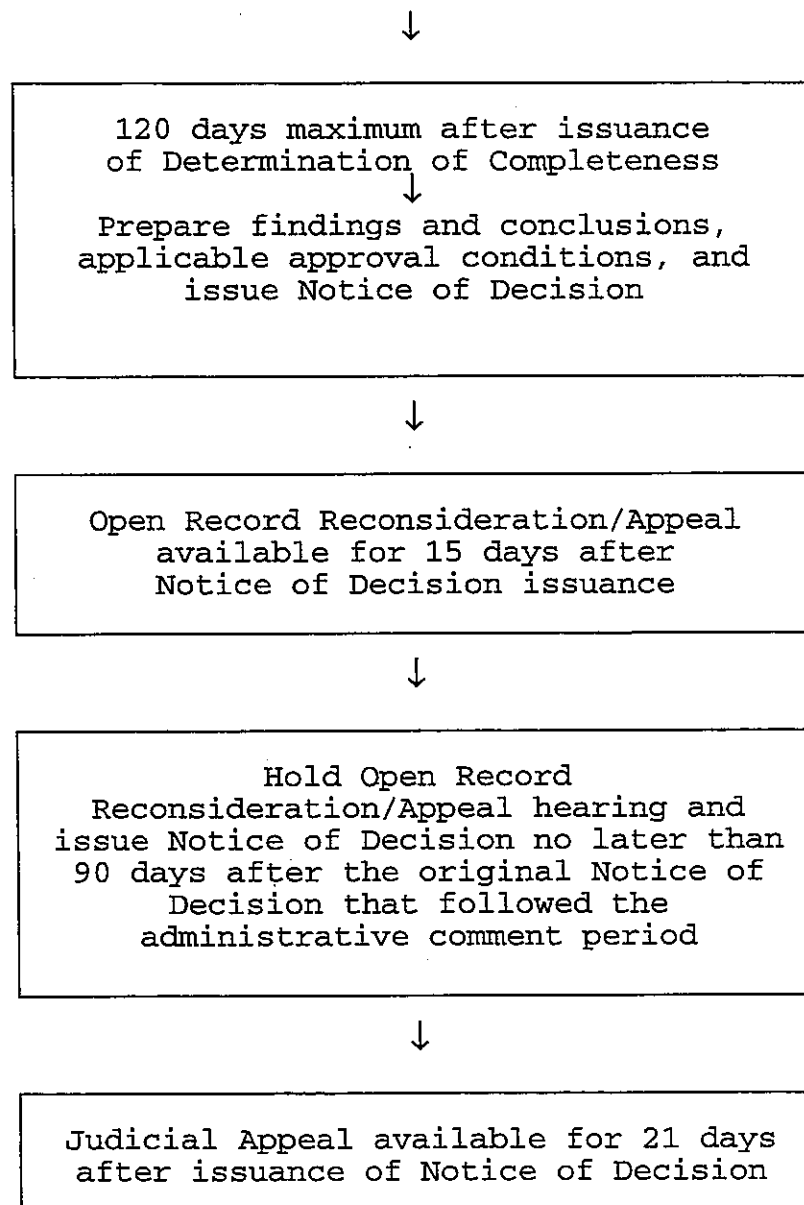 ↓
120 days maximum after issuance
of Determination of Completeness
↓
Prepare findings and conclusions,
applicable approval conditions, and
issue Notice of Decision
↓
Open Record Reconsideration/Appeal
available for 15 days after
Notice of Decision issuance
↓
Hold Open Record
Reconsideration/Appeal hearing and
issue Notice of Decision no later than
90 days after the original Notice of
Decision that followed the
administrative comment period
↓
Judicial Appeal available for 21 days
after issuance of Notice of Decision